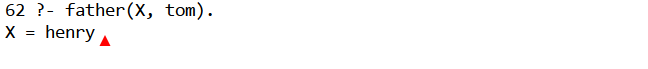 62 ?- father(X, tom).
X = henry